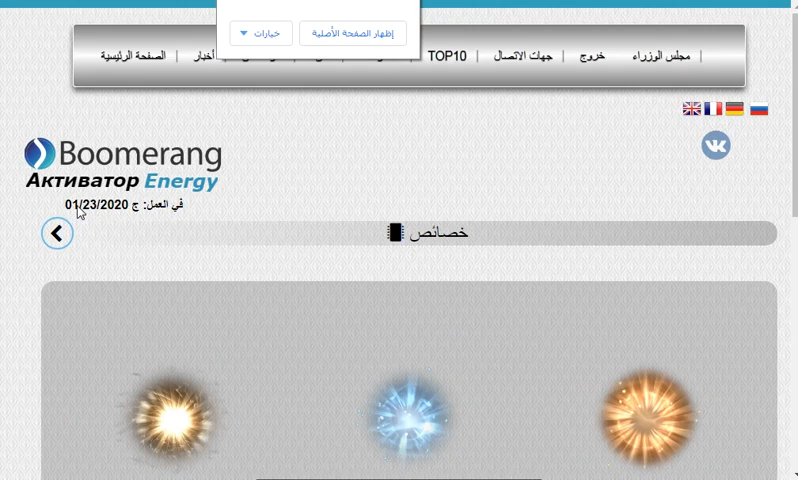 إظهار الصفحة الأصلية
خيارات
الصفحة الرئيسية | أخبار
TOP10 | جهات الاتصال | خروج مجلس الوزراء |
Boomerang
Активатор Energy
في العمل: ج 01/23/2020
خصائص